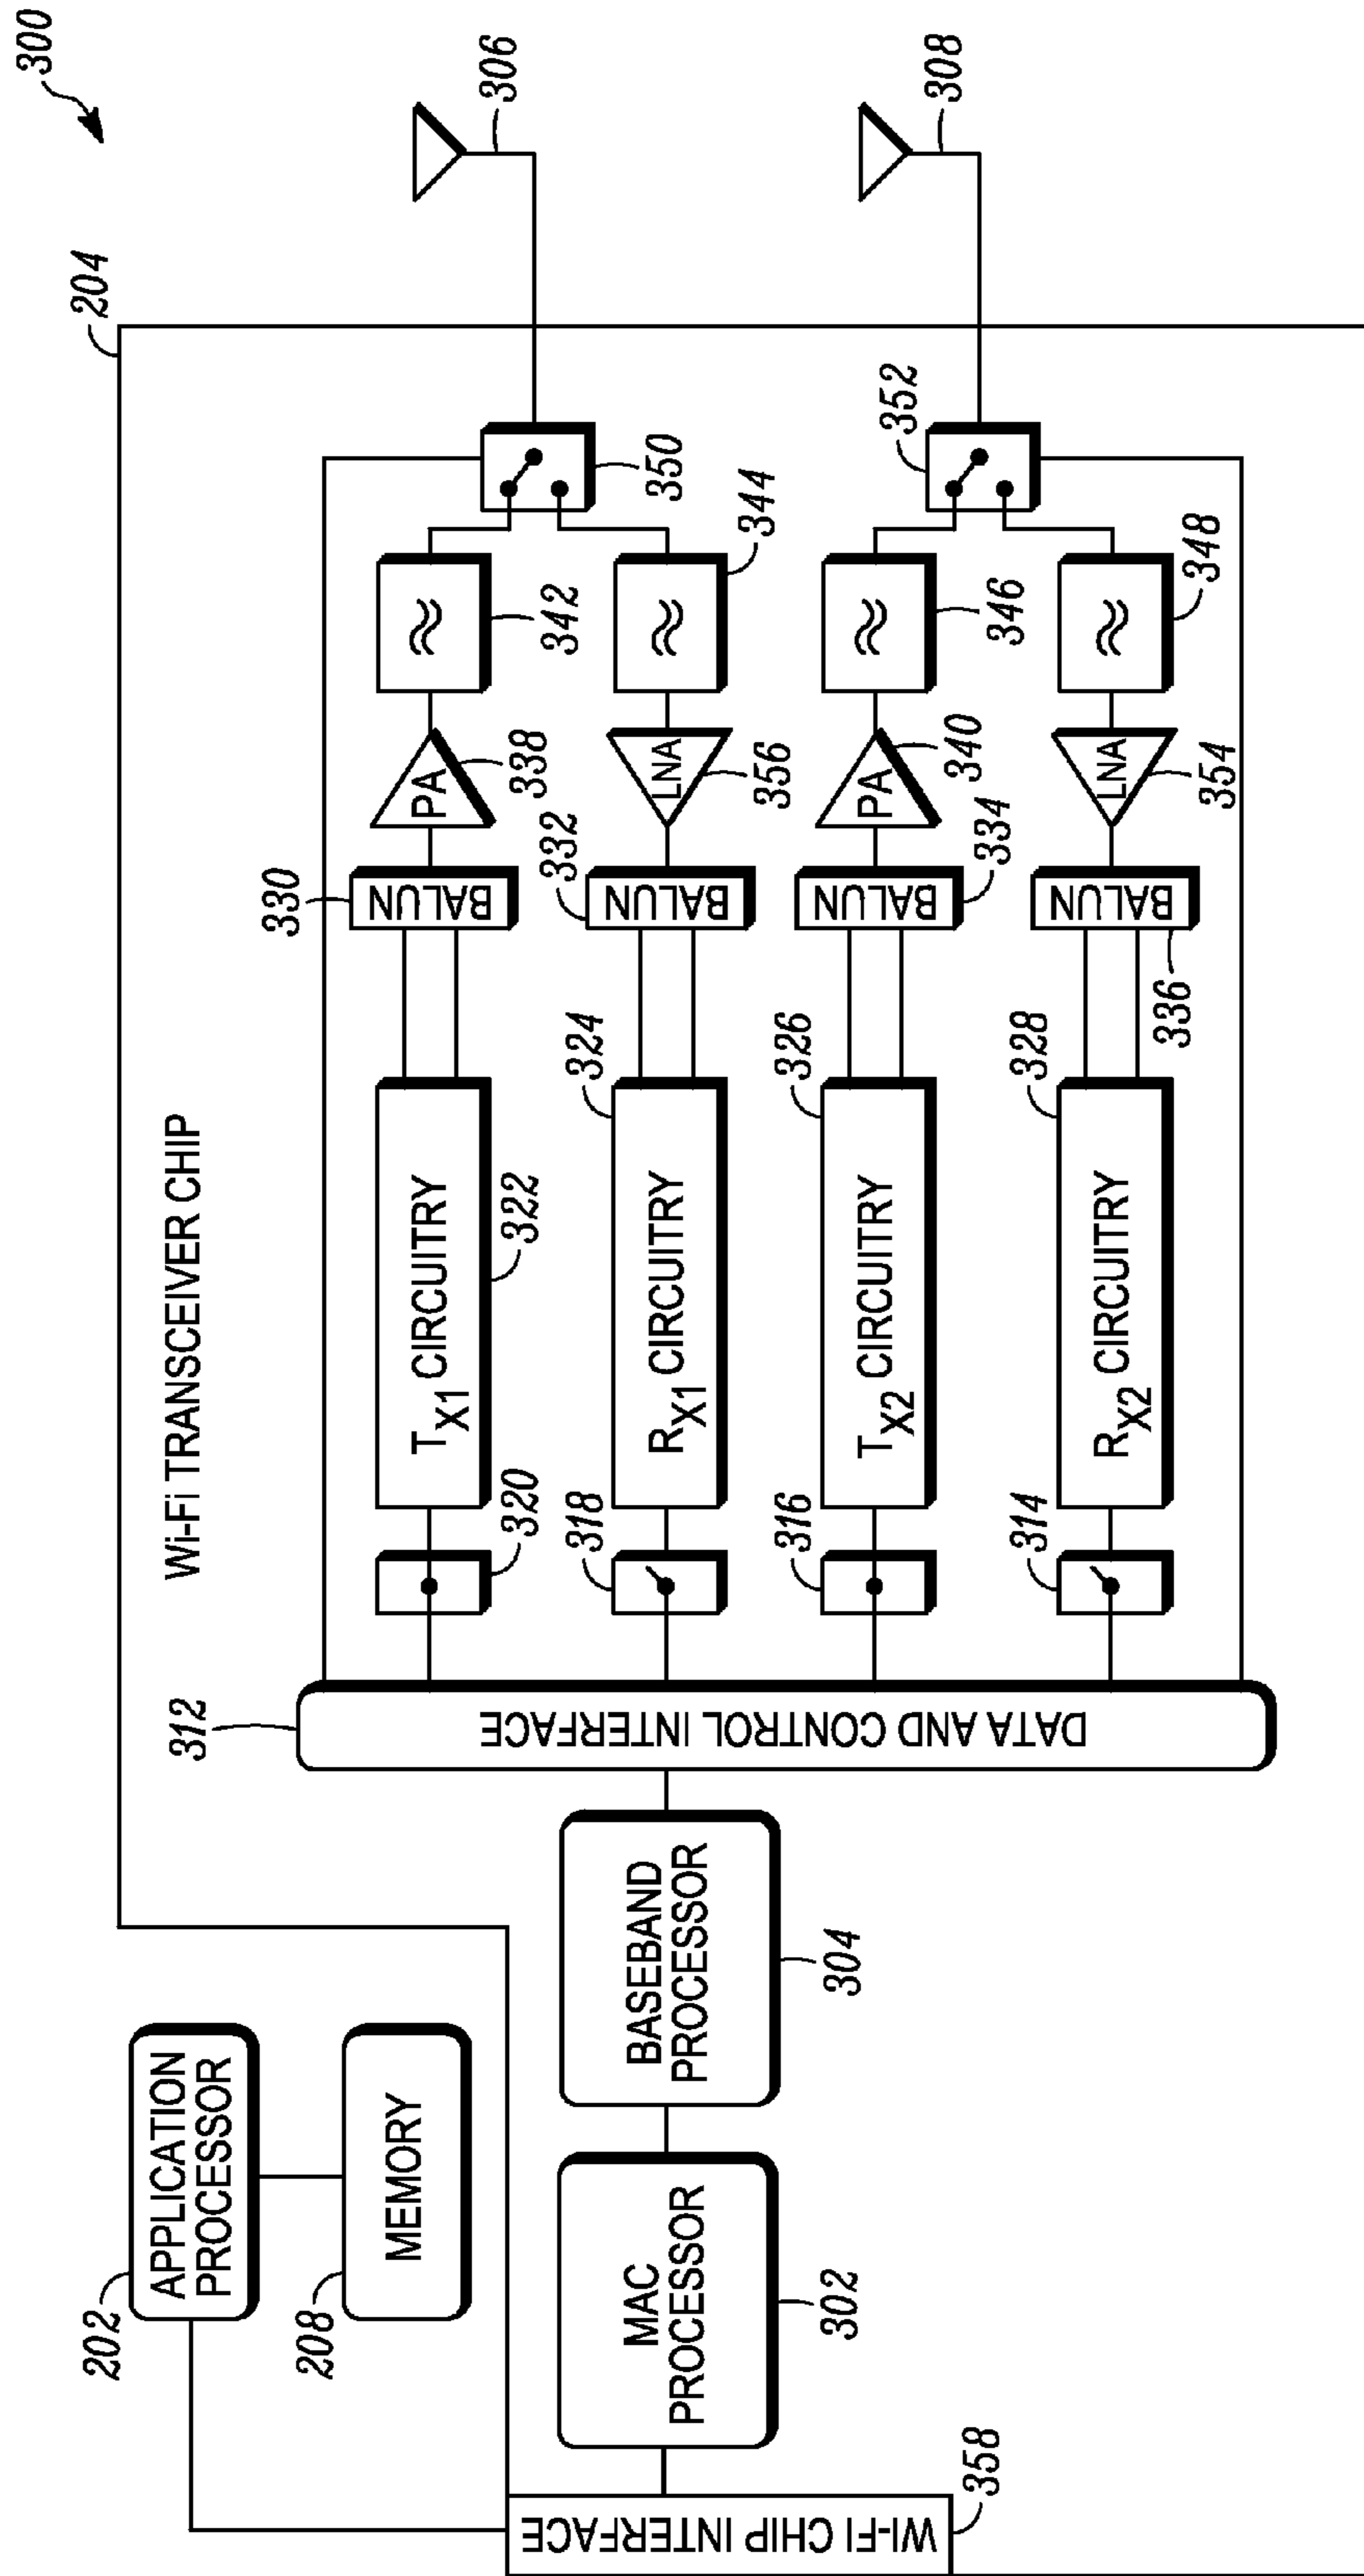 300
204
Wi-Fi TRANSCEIVER CHIP
202
APPLICATION
PROCESSOR
208
MEMORY
WI-FI CHIP INTERFACE
358
MAC
PROCESSOR
302
BASEBAND
PROCESSOR
304
312
DATA AND CONTROL INTERFACE
320
TX1 CIRCUITRY
322
330
BALUN
PA
338
342
350
306
318
RX1 CIRCUITRY
324
332
BALUN
LNA
356
344
316
TX2 CIRCUITRY
326
BALUN
334
PA
340
346
352
308
314
RX2 CIRCUITRY
328
BALUN
336
LNA
354
348